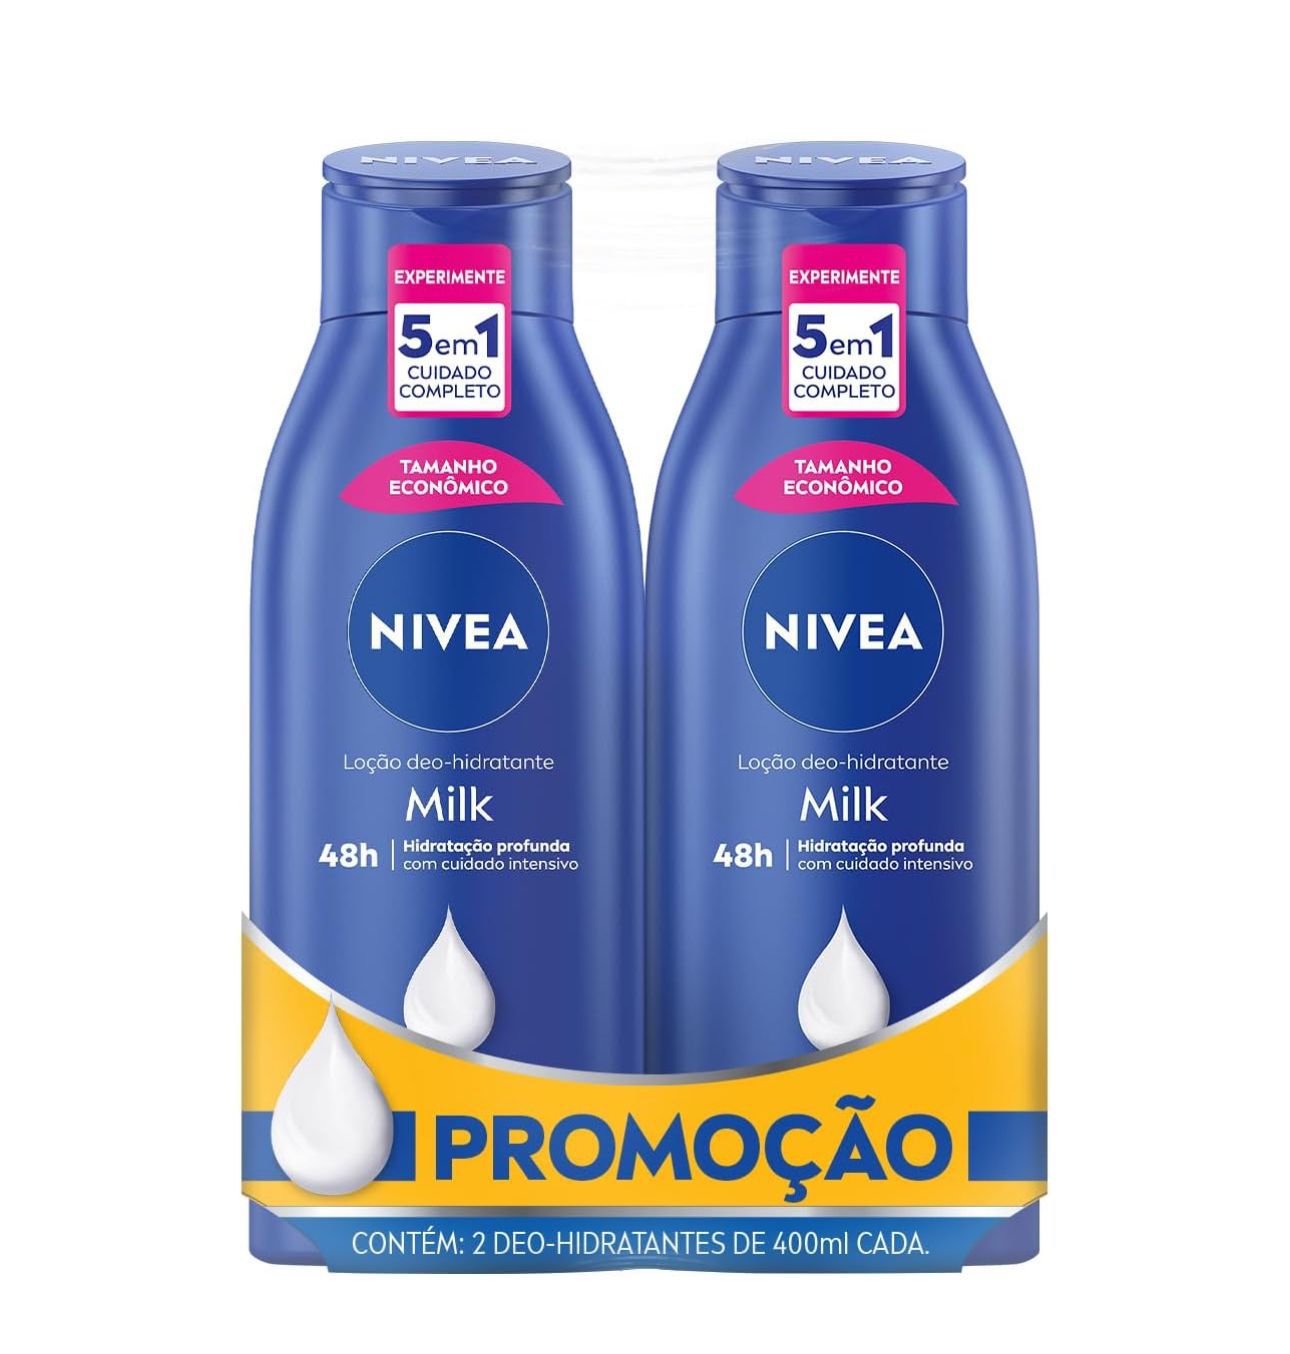 NIVEA
EXPERIMENTE
5em1
CUIDADO
COMPLETO
TAMANHO
ECONÔMICO
NIVEA
Loção deo-hidratante
Milk
48h
Hidratação profunda
com cuidado intensivo
NIVEA
EXPERIMENTE
5em1
CUIDADO
COMPLETO
TAMANHO
ECONÔMICO
NIVEA
Loção deo-hidratante
Milk
48h
Hidratação profunda
com cuidado intensivo
PROMOÇÃO
CONTÉM: 2 DEO-HIDRATANTES DE 400ml CADA.